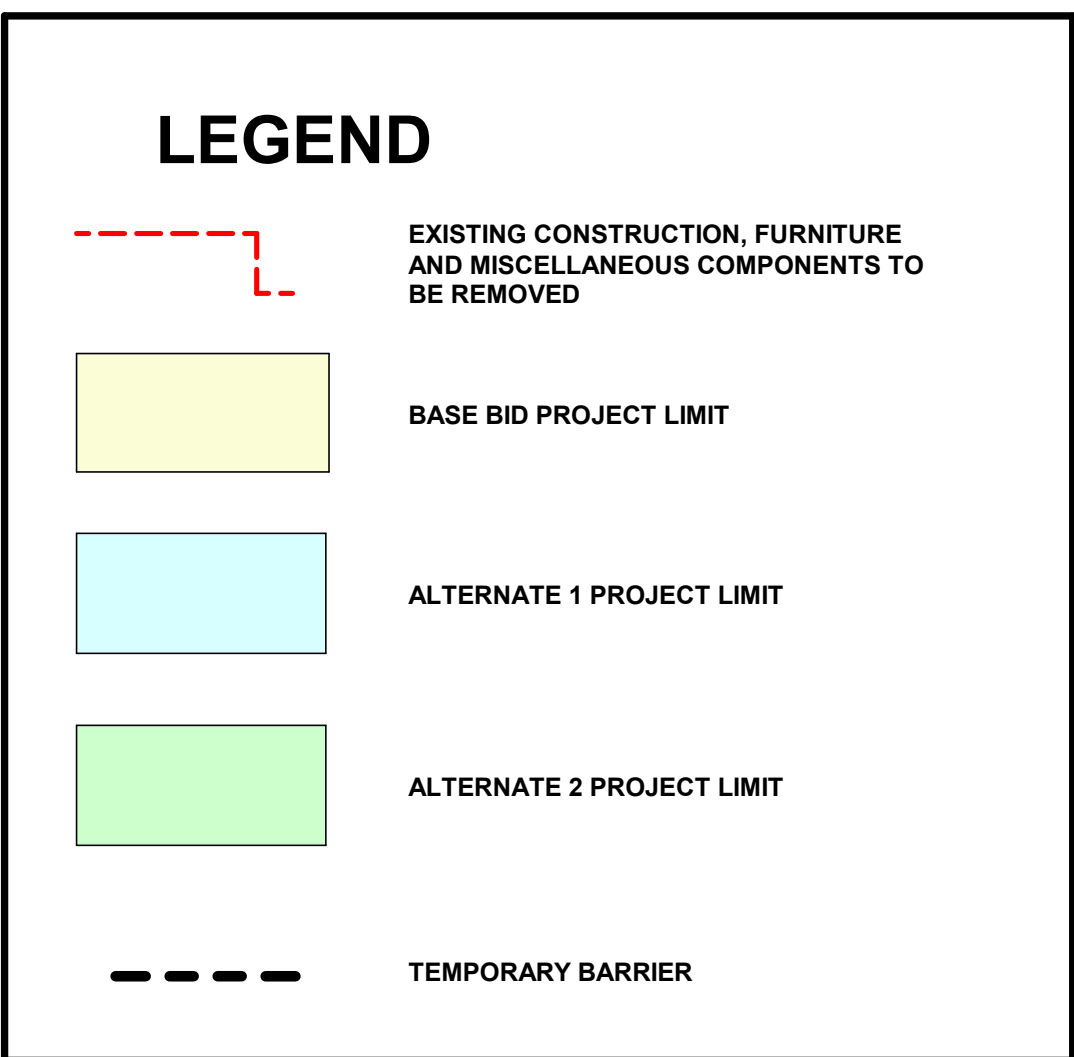 LEGEND
EXISTING CONSTRUCTION, FURNITURE
AND MISCELLANEOUS COMPONENTS TO
BE REMOVED
BASE BID PROJECT LIMIT
ALTERNATE 1 PROJECT LIMIT
ALTERNATE 2 PROJECT LIMIT
TEMPORARY BARRIER